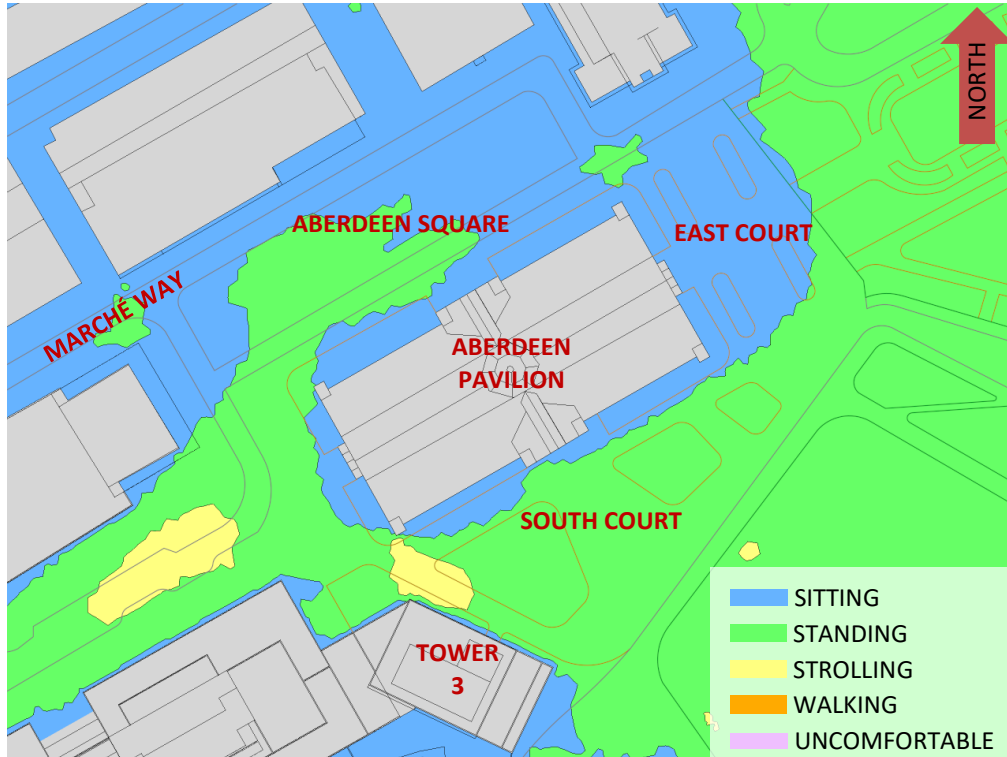 NORTH
ABERDEEN SQUARE
EAST COURT
MARCHÉ WAY
ABERDEEN
PAVILION
SOUTH COURT
TOWER
3
SITTING
STANDING
STROLLING
WALKING
UNCOMFORTABLE